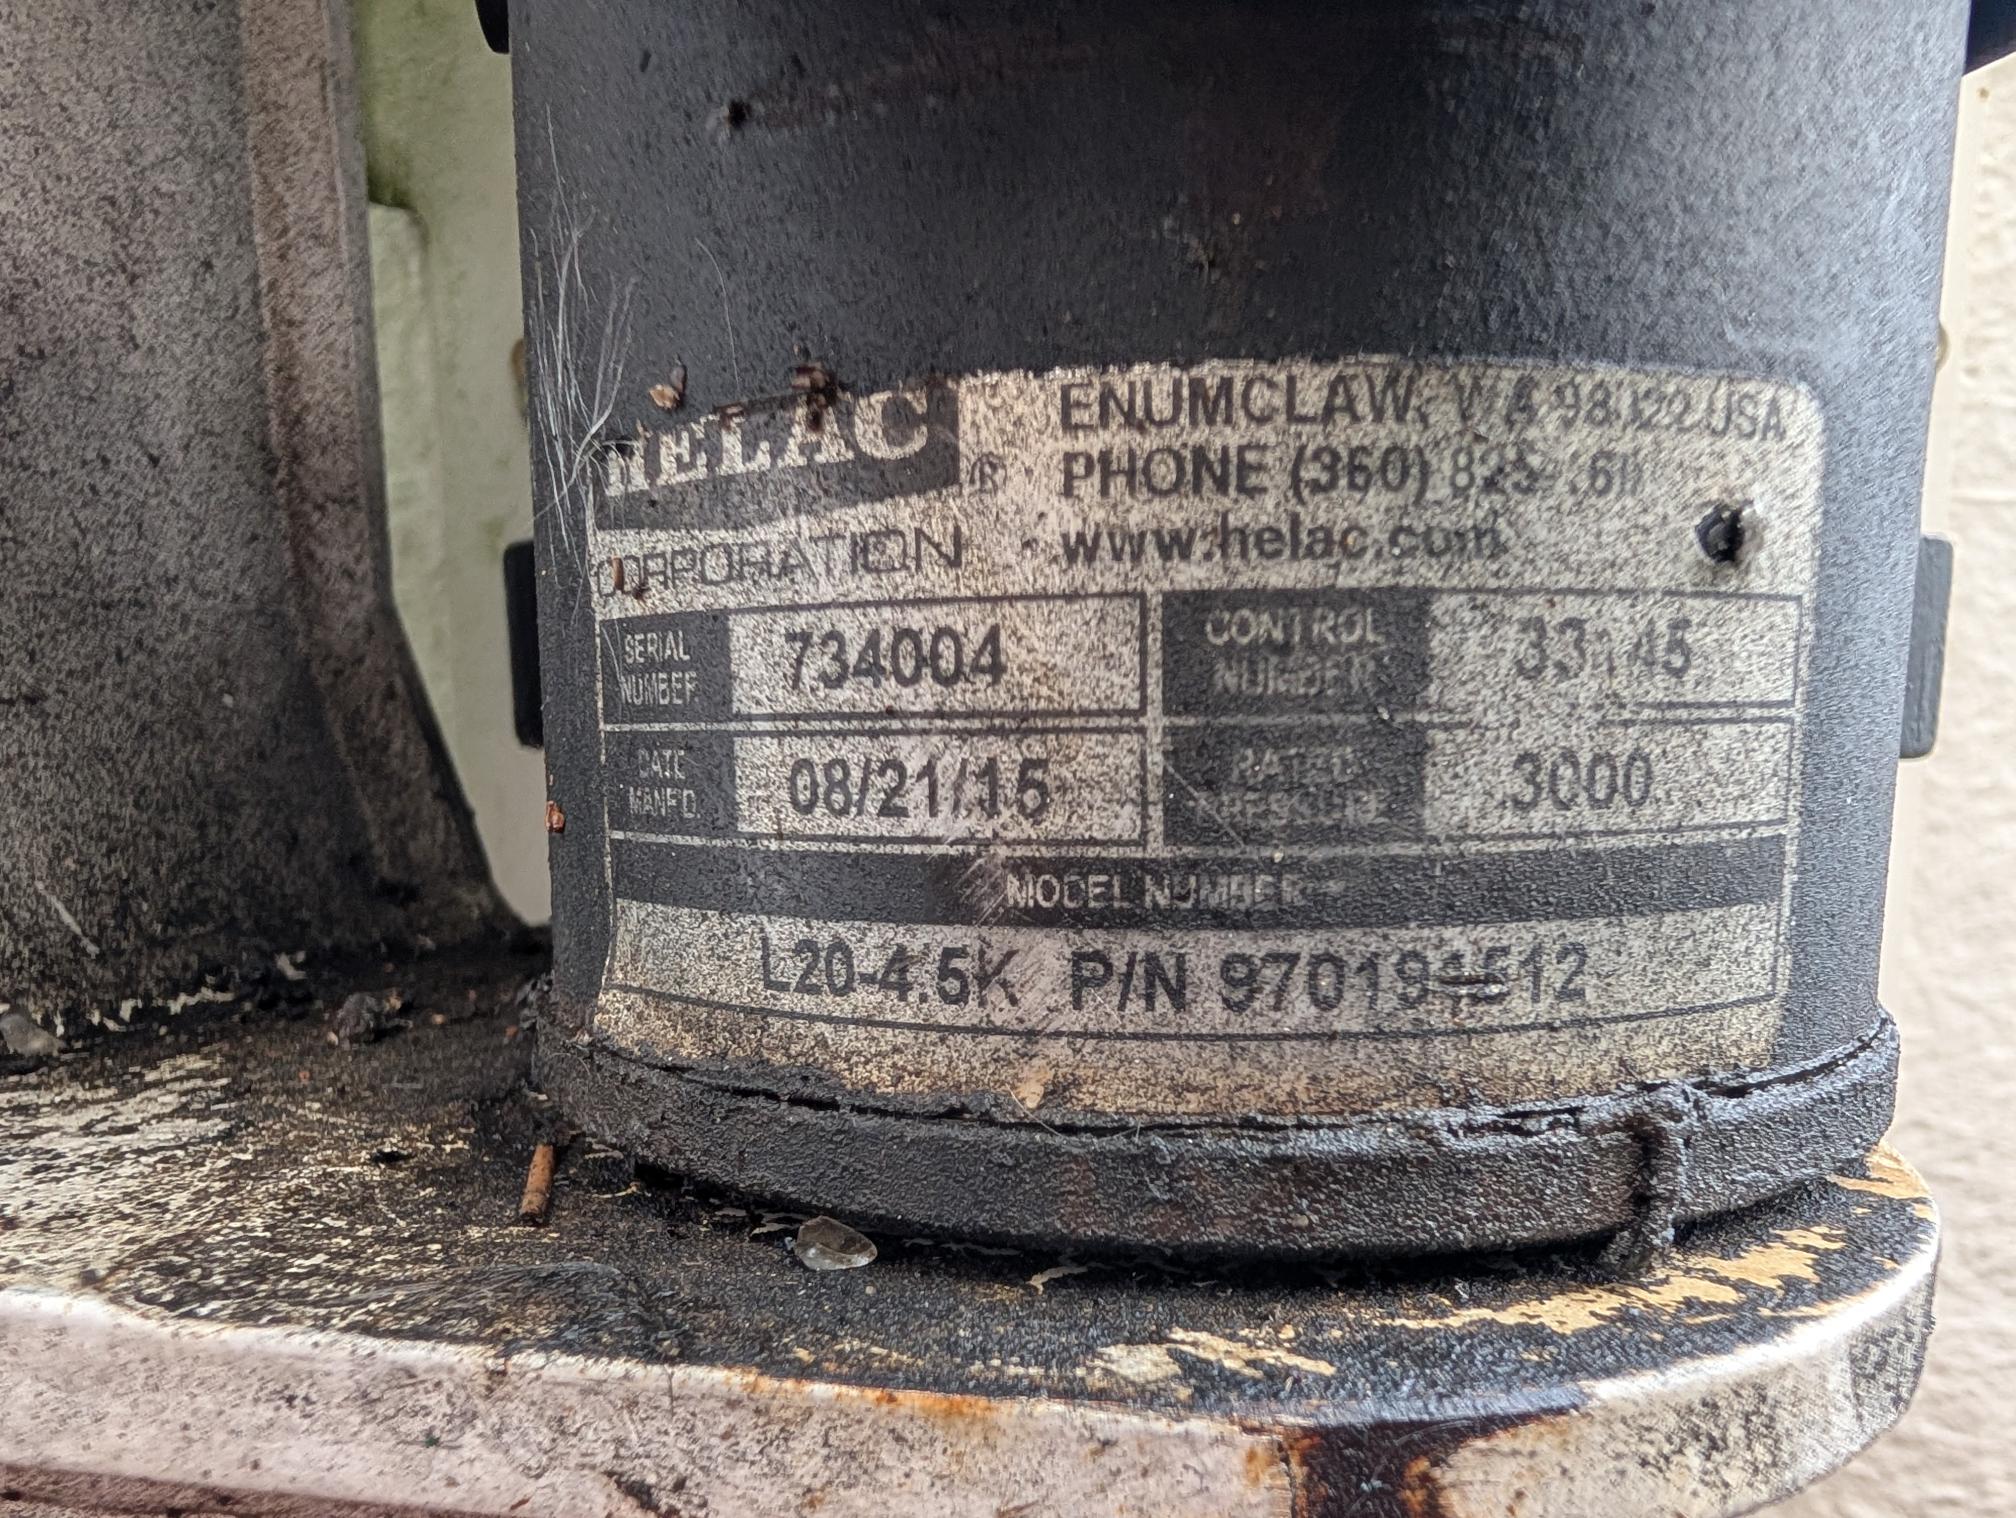 HELAC ®
CORPORATION
ENUMCLAW, WA 98022 USA
PHONE (360)
www.helac.com
SERIAL NUMBER 734004
CONTROL NUMBER
DATE MANF'D. 08/21/15
RATED PRESSURE 3000
MODEL NUMBER
L20-4.5K P/N